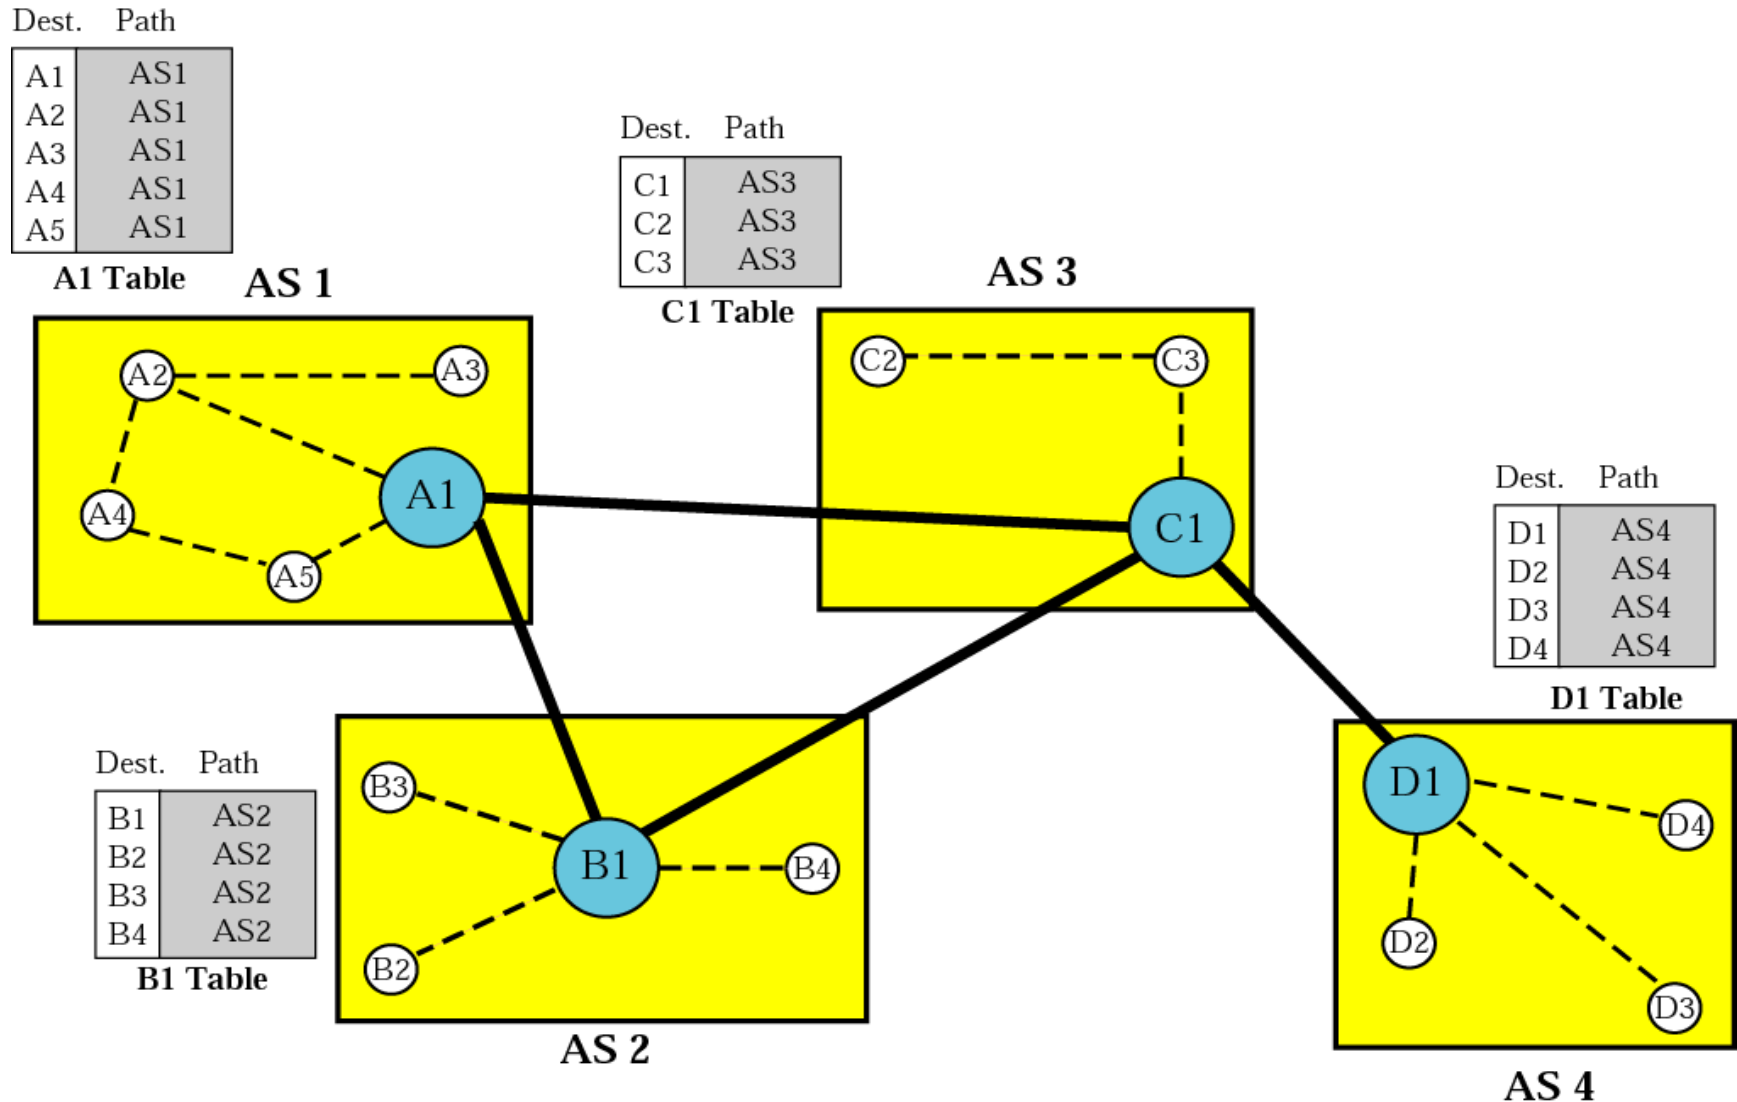 Dest. Path
A1 AS1
A2 AS1
A3 AS1
A4 AS1
A5 AS1
A1 Table
AS 1
A2
A3
A1
A4
A5
Dest. Path
C1 AS3
C2 AS3
C3 AS3
C1 Table
AS 3
C2
C3
C1
Dest. Path
D1 AS4
D2 AS4
D3 AS4
D4 AS4
D1 Table
D1
D4
D2
D3
AS 4
Dest. Path
B1 AS2
B2 AS2
B3 AS2
B4 AS2
B1 Table
B3
B1
B4
B2
AS 2